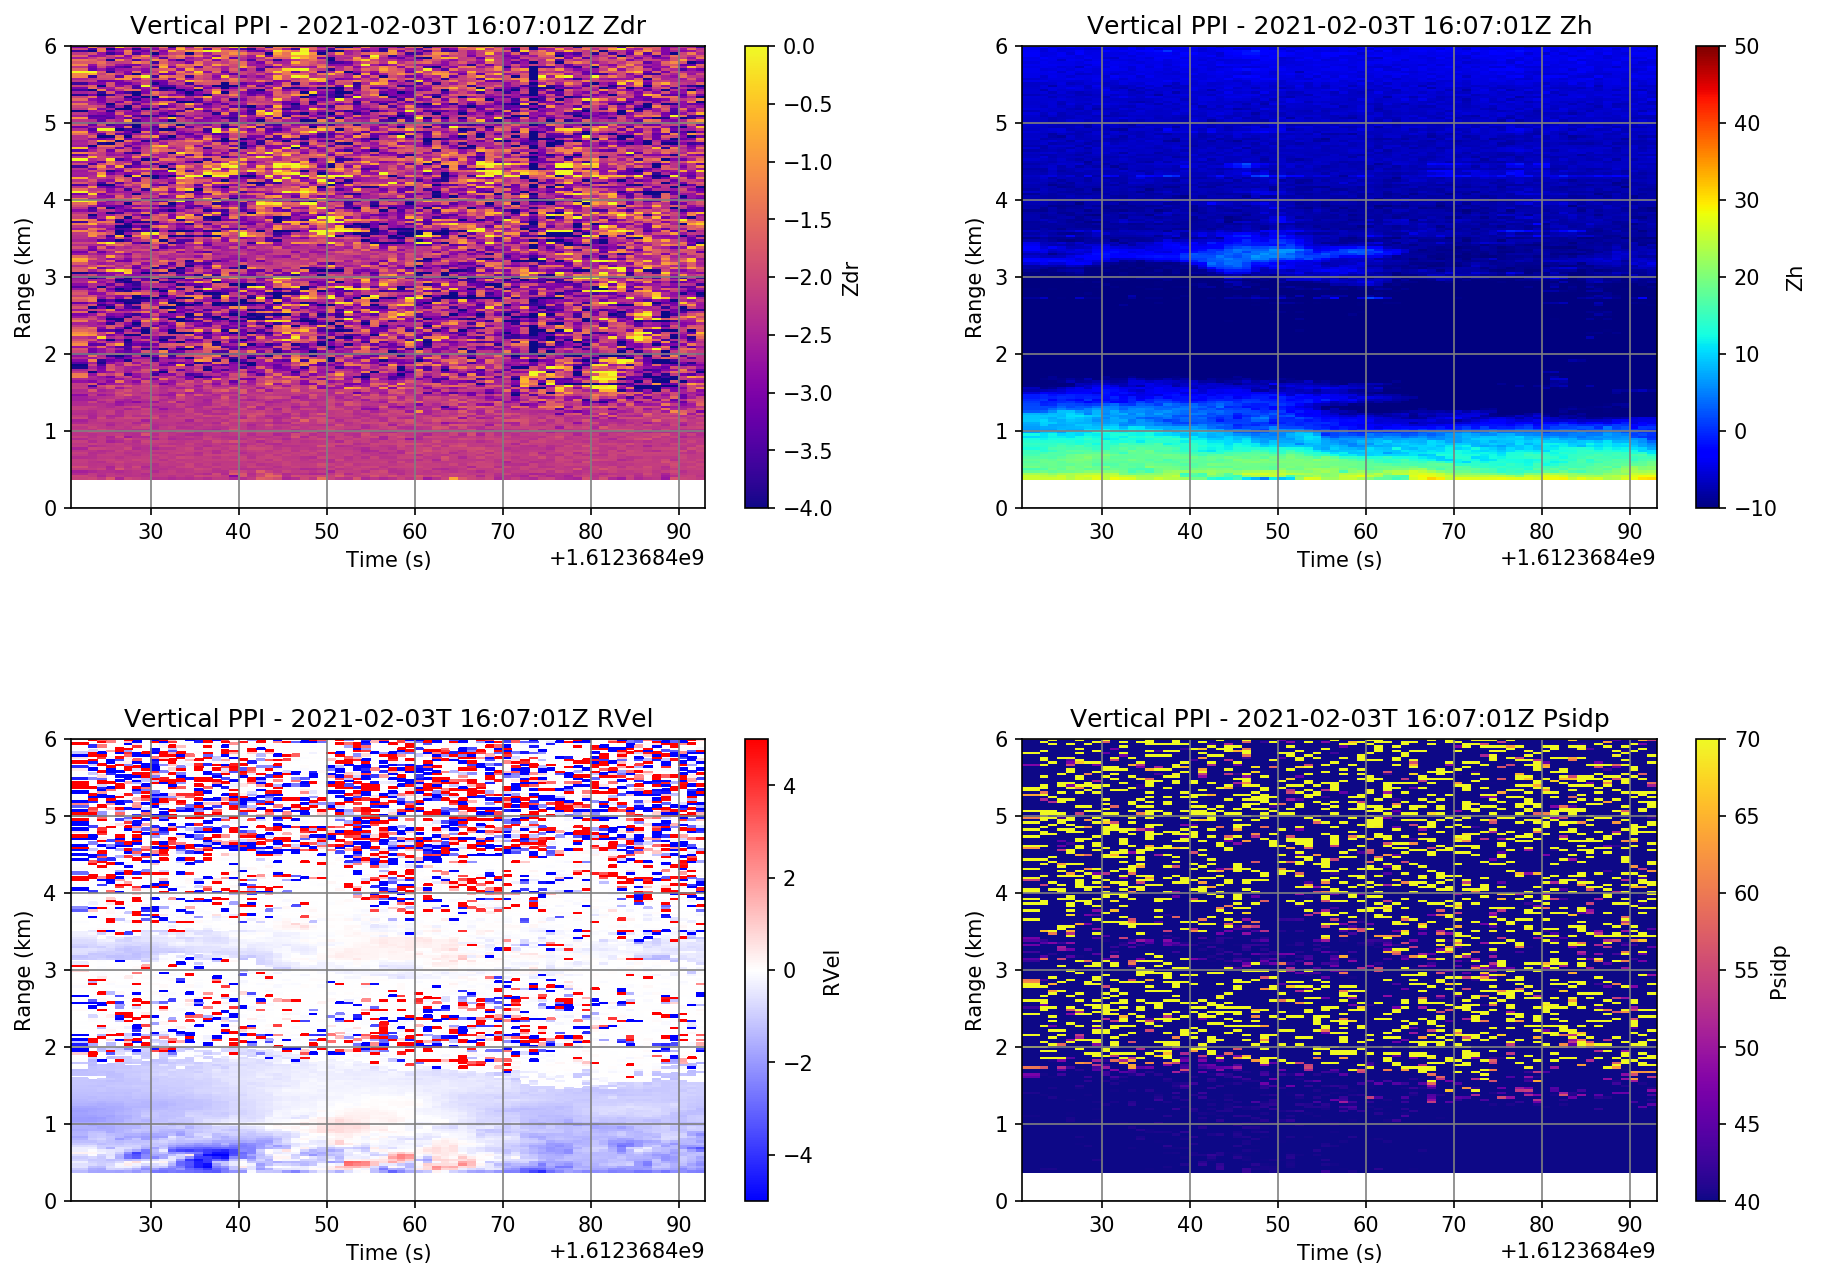 Vertical PPI - 2021-02-03T 16:07:01Z Zdr
6
5
4
3
2
1
0
Range (km)
30 40 50 60 70 80 90
Time (s)
+1.6123684e9
0.0
−0.5
−1.0
−1.5
−2.0
−2.5
−3.0
−3.5
−4.0
Zdr
Vertical PPI - 2021-02-03T 16:07:01Z Zh
6
5
4
3
2
1
0
Range (km)
30 40 50 60 70 80 90
Time (s)
+1.6123684e9
50
40
30
20
10
0
−10
Zh
Vertical PPI - 2021-02-03T 16:07:01Z RVel
6
5
4
3
2
1
0
Range (km)
30 40 50 60 70 80 90
Time (s)
+1.6123684e9
4
2
0
−2
−4
RVel
Vertical PPI - 2021-02-03T 16:07:01Z Psidp
6
5
4
3
2
1
0
Range (km)
30 40 50 60 70 80 90
Time (s)
+1.6123684e9
70
65
60
55
50
45
40
Psidp